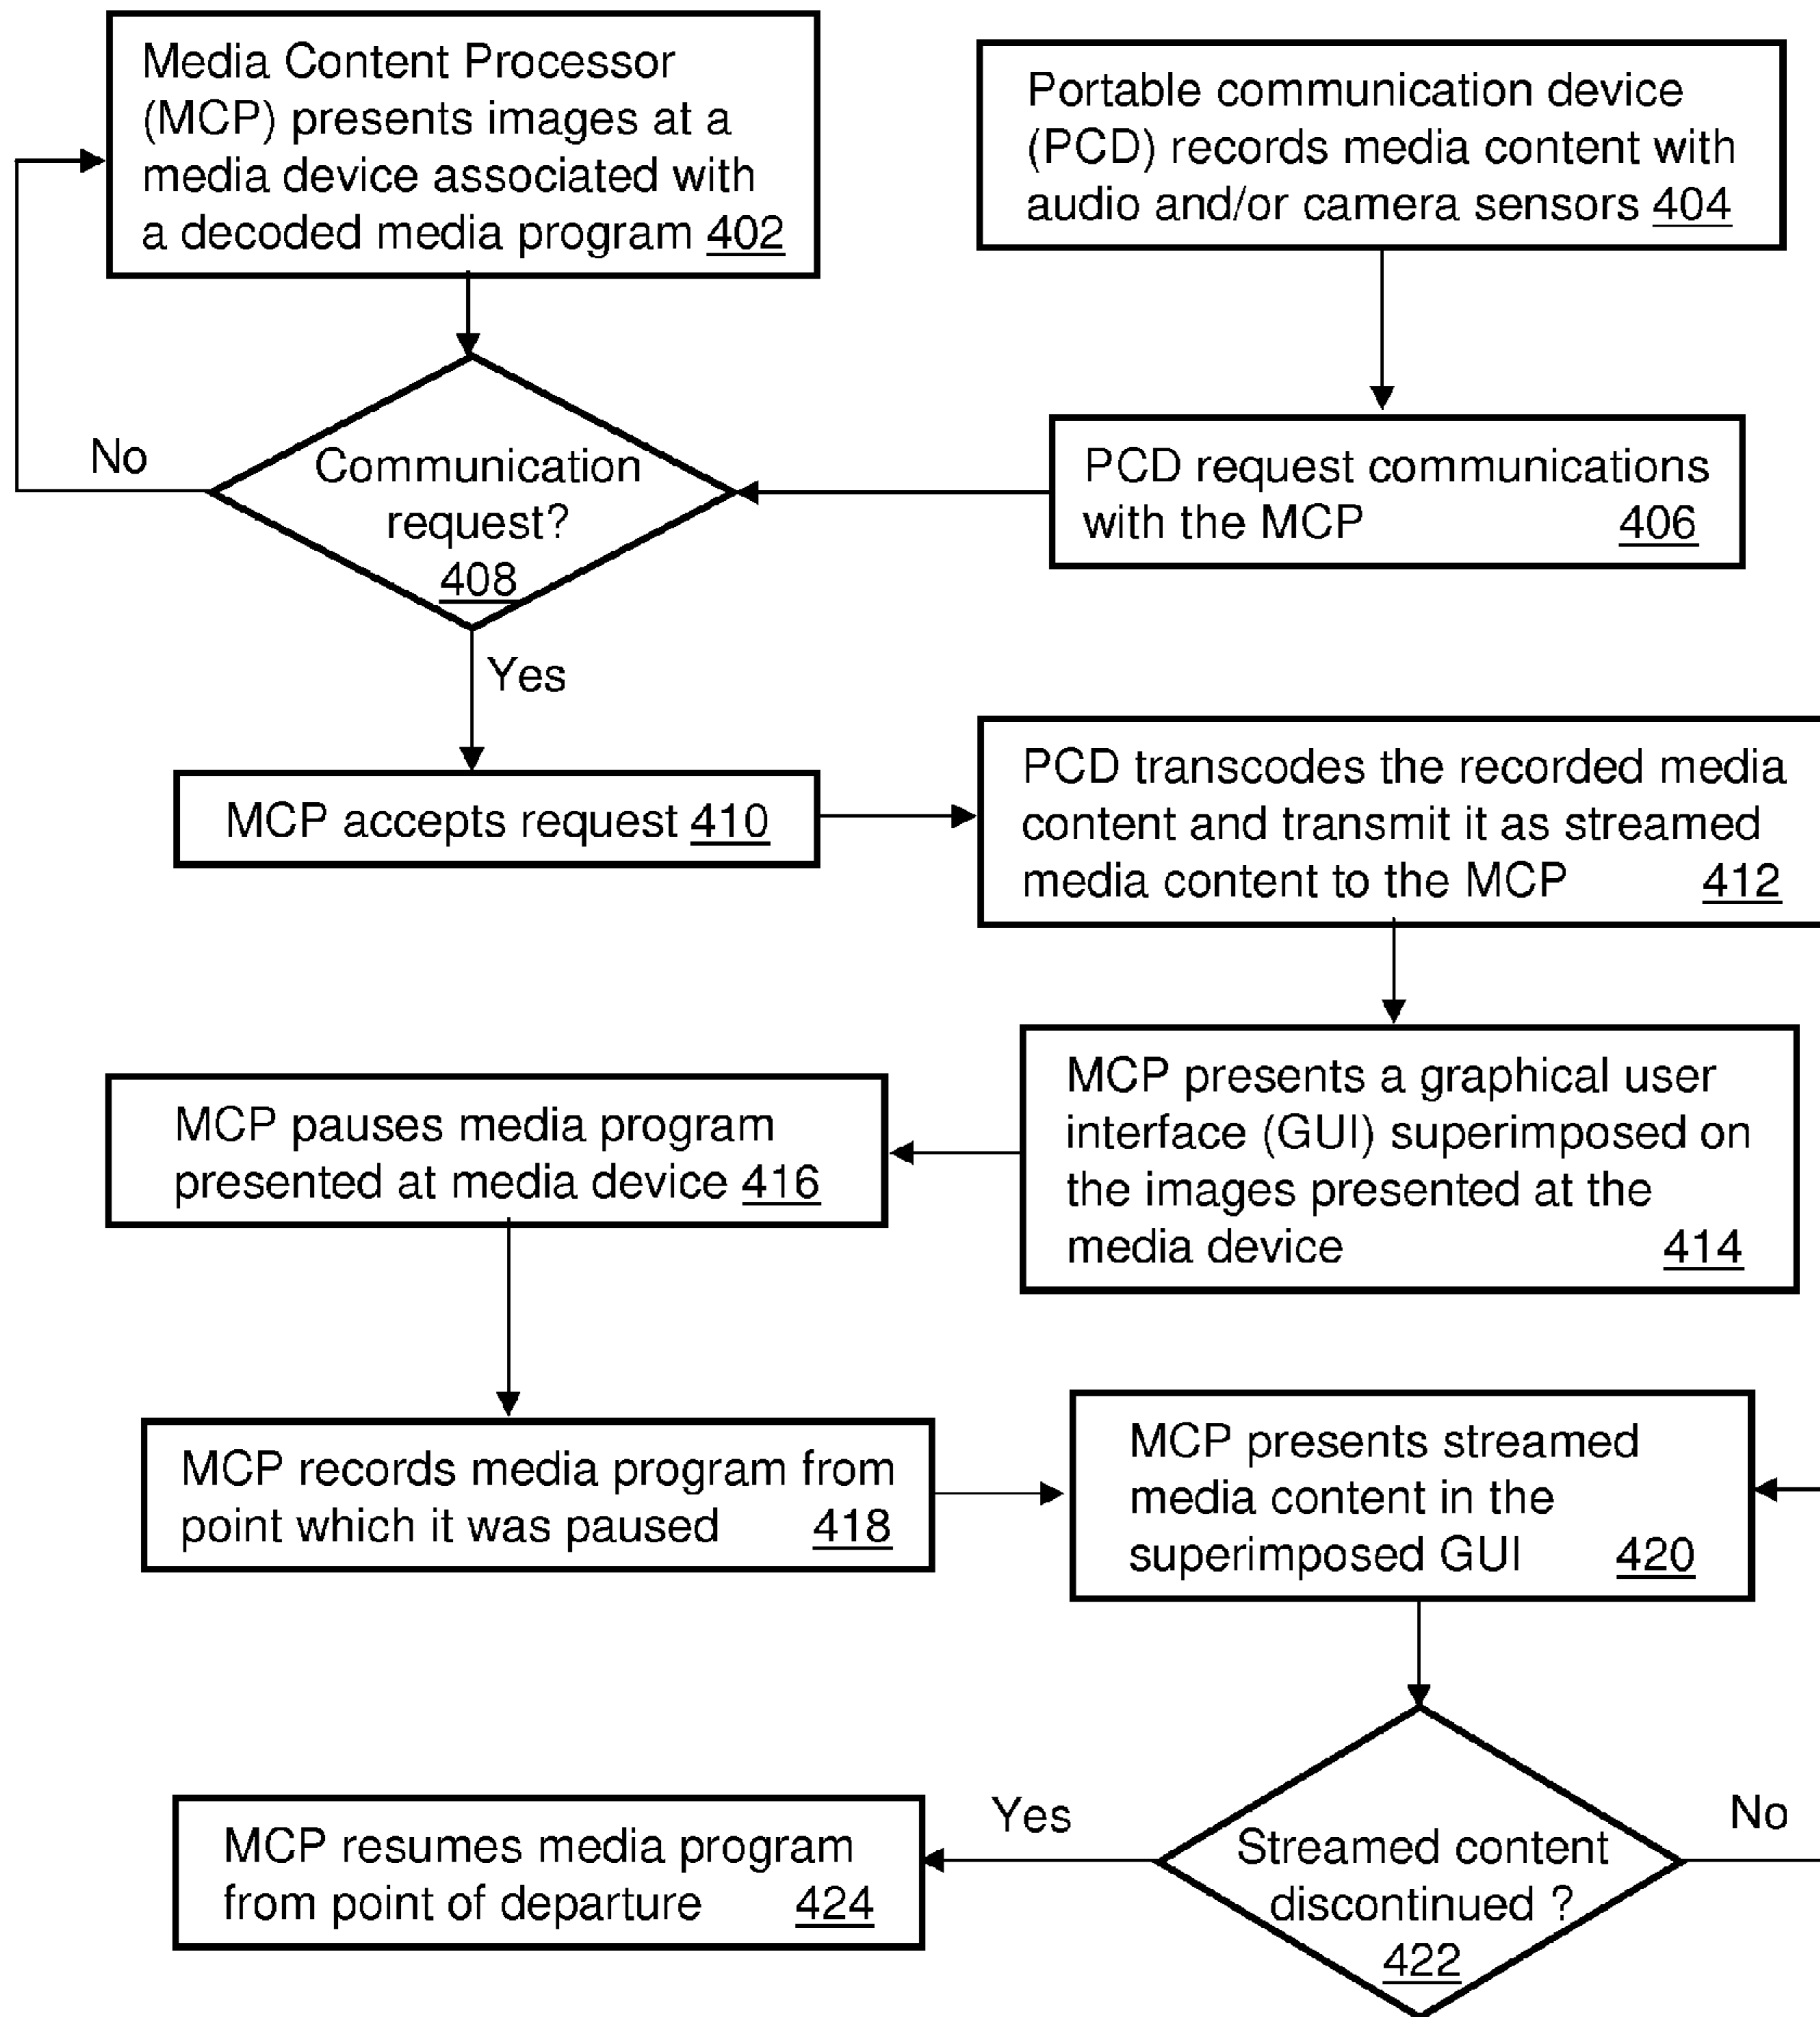 Media Content Processor
(MCP) presents images at a
media device associated with
a decoded media program 402
Portable communication device
(PCD) records media content with
audio and/or camera sensors 404
No
Communication
request?
408
PCD request communications
with the MCP 406
Yes
MCP accepts request 410
PCD transcodes the recorded media
content and transmit it as streamed
media content to the MCP 412
MCP presents a graphical user
interface (GUI) superimposed on
the images presented at the
media device 414
MCP pauses media program
presented at media device 416
MCP records media program from
point which it was paused 418
MCP presents streamed
media content in the
superimposed GUI 420
Yes
No
Streamed content
discontinued ?
422
MCP resumes media program
from point of departure 424